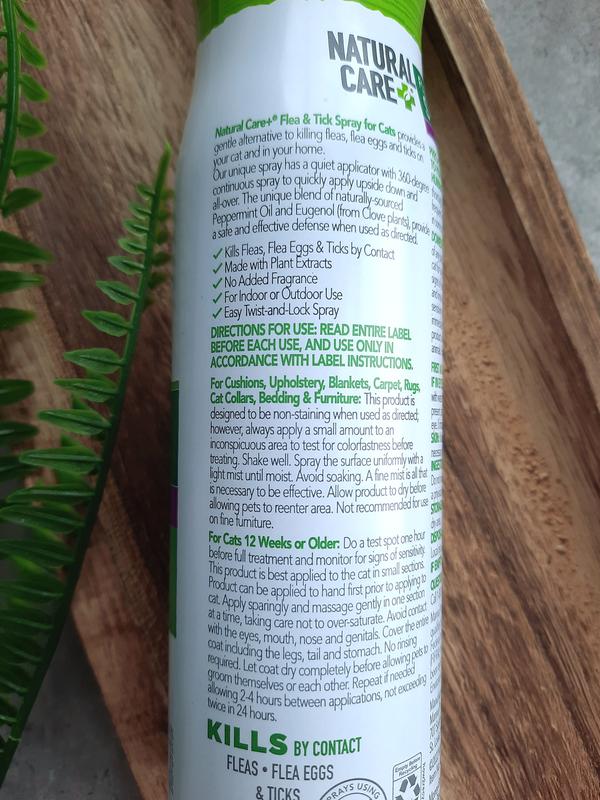 NATURAL
CARE+
Natural Care+® Flea & Tick Spray for Cats provides a
gentle alternative to killing fleas, flea eggs and ticks on
your cat and in your home.
Our unique spray has a quiet applicator with 360-degree
continuous spray to quickly apply upside down and
all-over. The unique blend of naturally-sourced
Peppermint Oil and Eugenol (from Clove plants), provide
a safe and effective defense when used as directed.
✓ Kills Fleas, Flea Eggs & Ticks by Contact
✓ Made with Plant Extracts
✓ No Added Fragrance
✓ For Indoor or Outdoor Use
✓ Easy Twist-and-Lock Spray
DIRECTIONS FOR USE: READ ENTIRE LABEL
BEFORE EACH USE, AND USE ONLY IN
ACCORDANCE WITH LABEL INSTRUCTIONS.
For Cushions, Upholstery, Blankets, Carpet, Rugs,
Cat Collars, Bedding & Furniture: This product is
designed to be non-staining when used as directed;
however, always apply a small amount to an
inconspicuous area to test for colorfastness before
treating. Shake well. Spray the surface uniformly with a
light mist until moist. Avoid soaking. A fine mist is all that
is necessary to be effective. Allow product to dry before
allowing pets to reenter area. Not recommended for use
on fine furniture.
For Cats 12 Weeks or Older: Do a test spot one hour
before full treatment and monitor for signs of sensitivity.
This product is best applied to the cat in small sections.
Product can be applied to hand first prior to applying to
cat. Apply sparingly and massage gently in one section
at a time, taking care not to over-saturate. Avoid contact
with the eyes, mouth, nose and genitals. Cover the entire
coat including the legs, tail and stomach. No rinsing
required. Let coat dry completely before allowing pets to
groom themselves or each other. Repeat if needed
allowing 2-4 hours between applications, not exceeding
twice in 24 hours.
KILLS BY CONTACT
FLEAS • FLEA EGGS
& TICKS
SPRAYS USING
Empty Before
Recycling